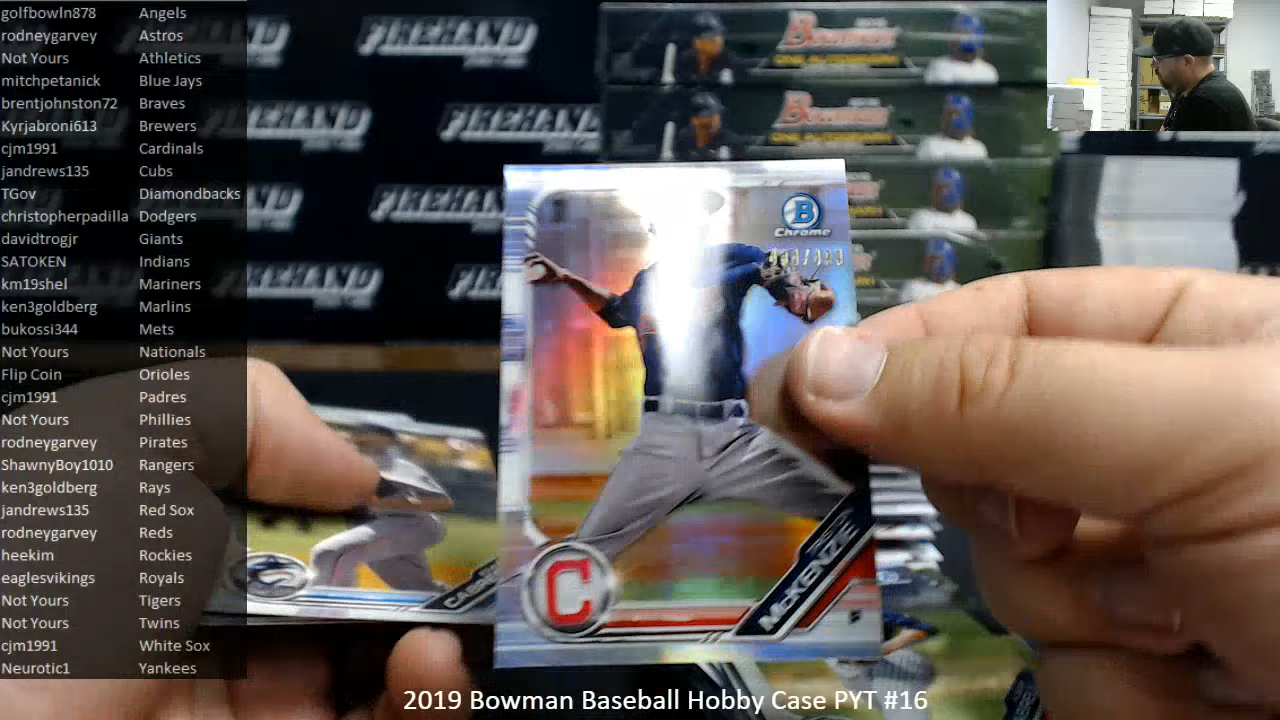 golfbowln878 Angels
rodneygarvey Astros
Not Yours Athletics
mitchpetanick Blue Jays
brentjohnston72 Braves
Kyrjabroni613 Brewers
cjm1991 Cardinals
jandrews135 Cubs
TGov Diamondbacks
christopherpadilla Dodgers
davidtrogjr Giants
SATOKEN Indians
km19shel Mariners
ken3goldberg Marlins
bukossi344 Mets
Not Yours Nationals
Flip Coin Orioles
cjm1991 Padres
Not Yours Phillies
rodneygarvey Pirates
ShawnyBoy1010 Rangers
ken3goldberg Rays
jandrews135 Red Sox
rodneygarvey Reds
heekim Rockies
eaglesvikings Royals
Not Yours Tigers
Not Yours Twins
cjm1991 White Sox
Neurotic1 Yankees
FIREHAND
FIREHAND
FIREHAND
FIREHAND
Bowman
Bowman
B
Chrome
C
McKENZIE
P
2019 Bowman Baseball Hobby Case PYT #16